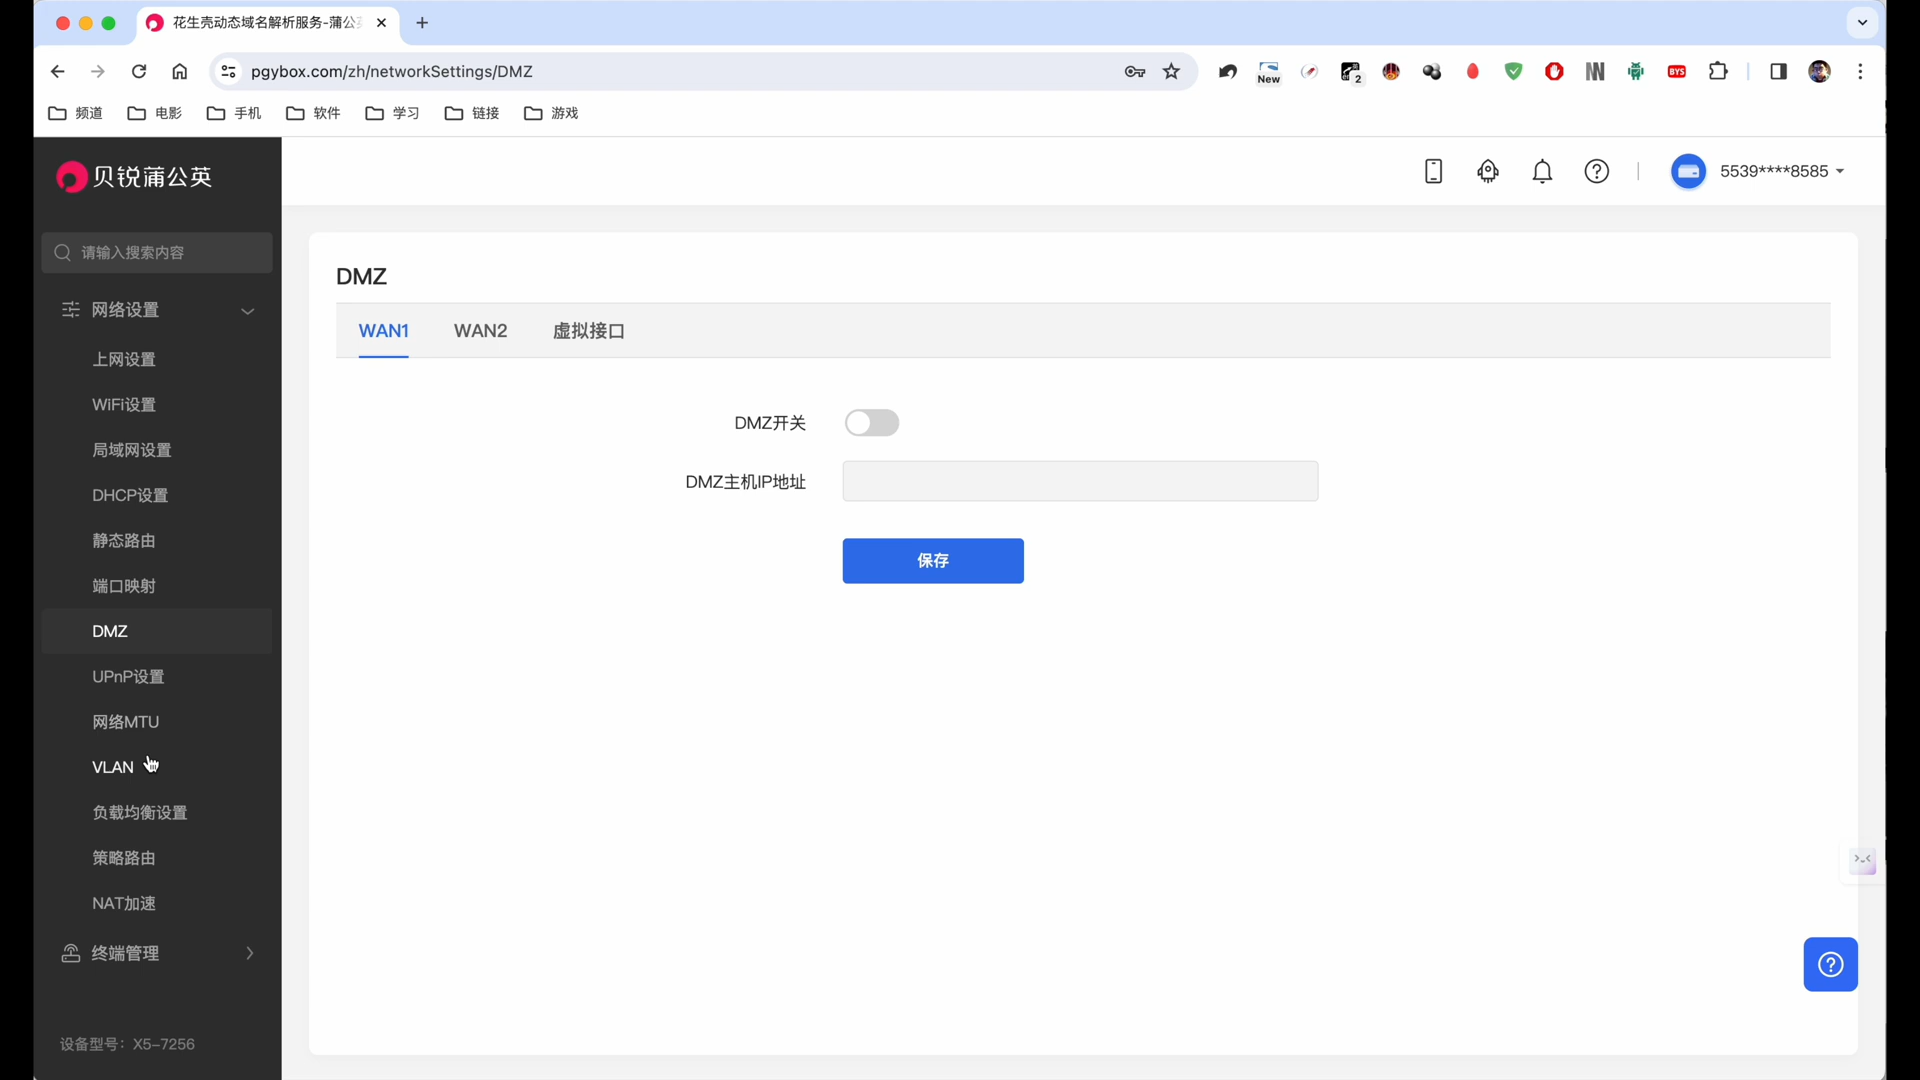 花生壳动态域名解析服务-蒲公
pgybox.com/zh/networkSettings/DMZ
New
2
BYS
频道
电影
手机
软件
学习
链接
游戏
贝锐蒲公英
5539****8585
请输入搜索内容
网络设置
上网设置
WiFi设置
局域网设置
DHCP设置
静态路由
端口映射
DMZ
UPnP设置
网络MTU
VLAN
负载均衡设置
策略路由
NAT加速
终端管理
设备型号：X5-7256
DMZ
WAN1
WAN2
虚拟接口
DMZ开关
DMZ主机IP地址
保存